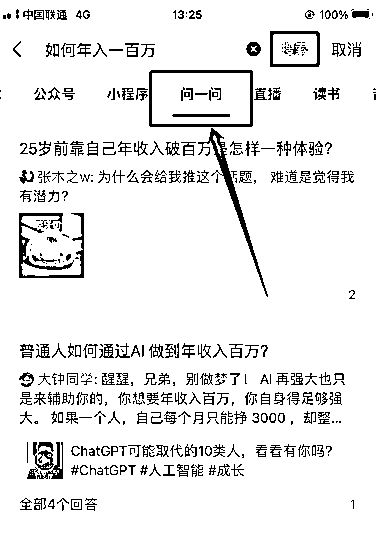 中国联通 4G 13:25 100%
如何年入一百万 取消
公众号 小程序 问一问 直播 读书
25岁前靠自己年收入破百万是怎样一种体验?
张木之w: 为什么会给我推这个话题, 难道是觉得我
有潜力?
2
普通人如何通过AI 做到年收入百万?
大钟同学: 醒醒, 兄弟, 别做梦了! AI 再强大也只
是来辅助你的, 你想要年收入百万, 你自身得足够强
大。 如果一个人, 自己每个月只能挣 3000 , 却整...
ChatGPT可能取代的10类人, 看看有你吗?
#ChatGPT #人工智能 #成长
全部4个回答 1